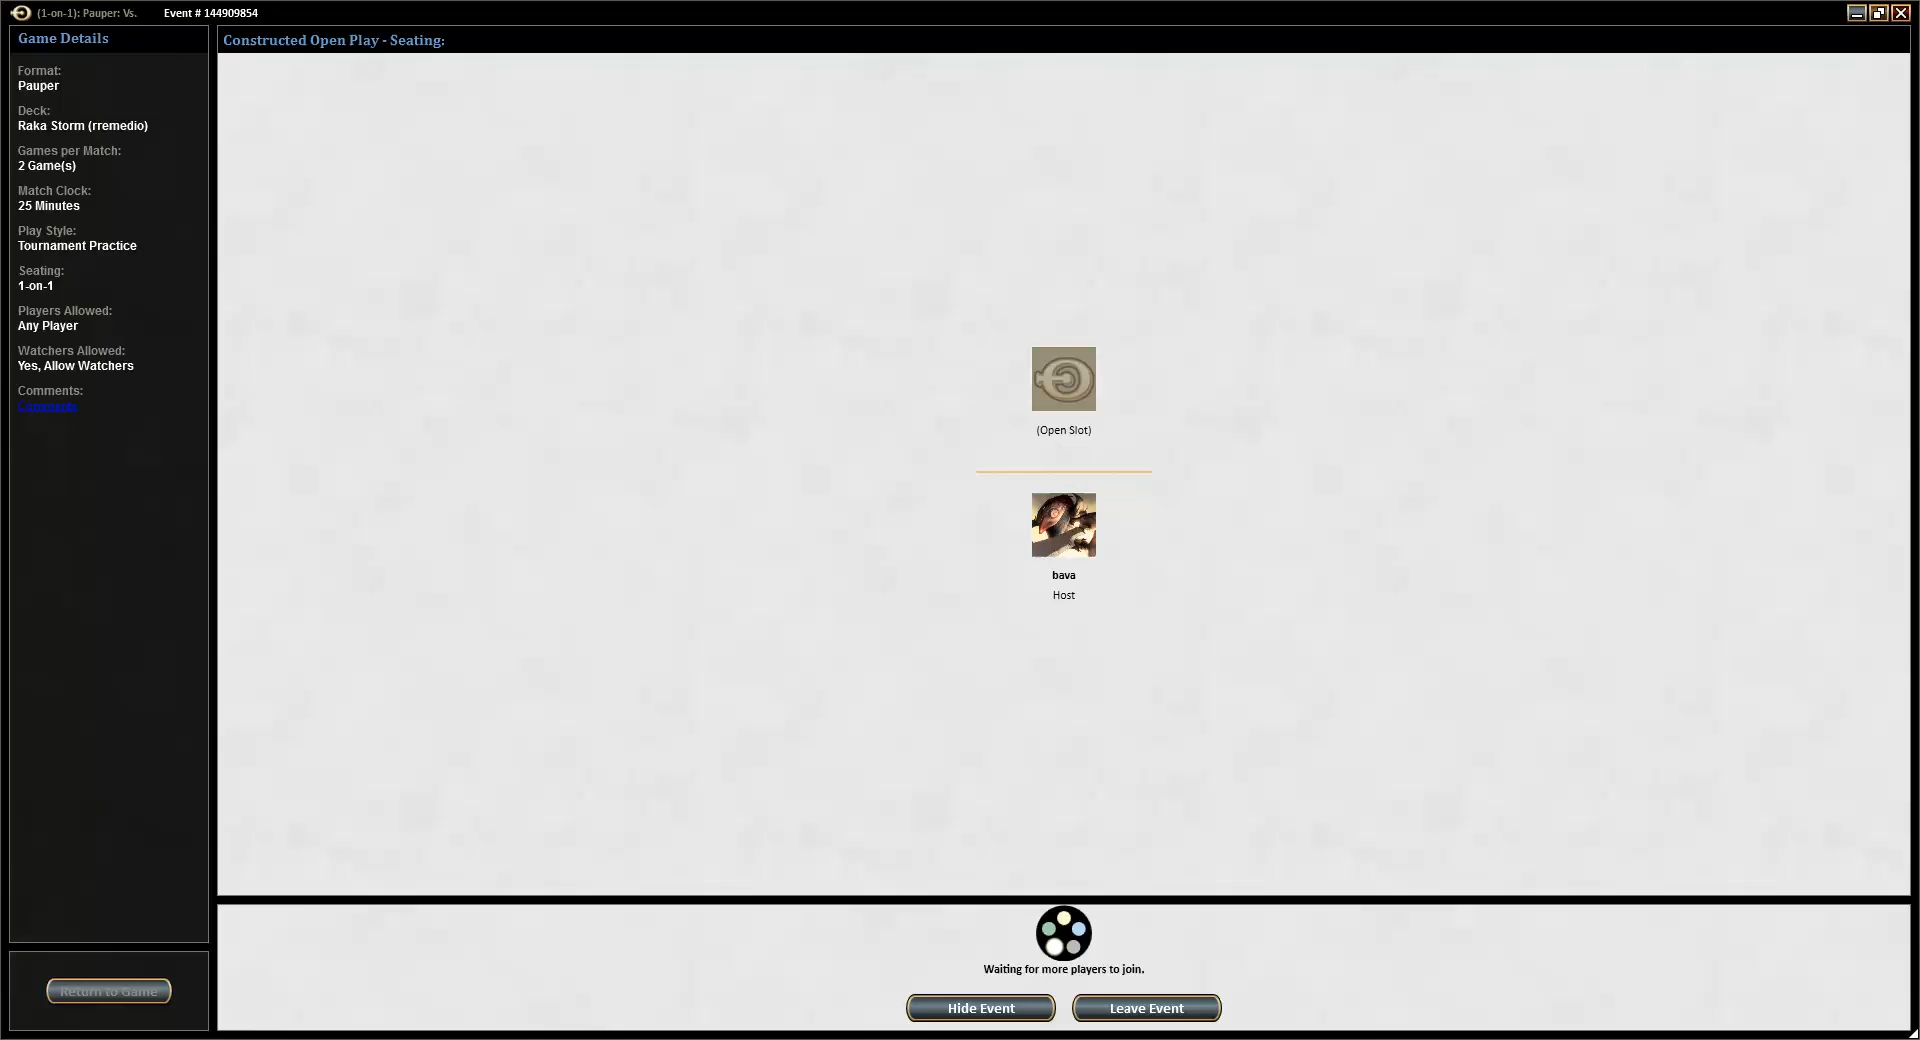 (1-on-1): Pauper: Vs. Event # 144909854
Game Details
Format:
Pauper
Deck:
Raka Storm (rremedio)
Games per Match:
2 Game(s)
Match Clock:
25 Minutes
Play Style:
Tournament Practice
Seating:
1-on-1
Players Allowed:
Any Player
Watchers Allowed:
Yes, Allow Watchers
Comments:
Comments
Return to Game
Constructed Open Play - Seating:
(Open Slot)
bava
Host
Waiting for more players to join.
Hide Event
Leave Event